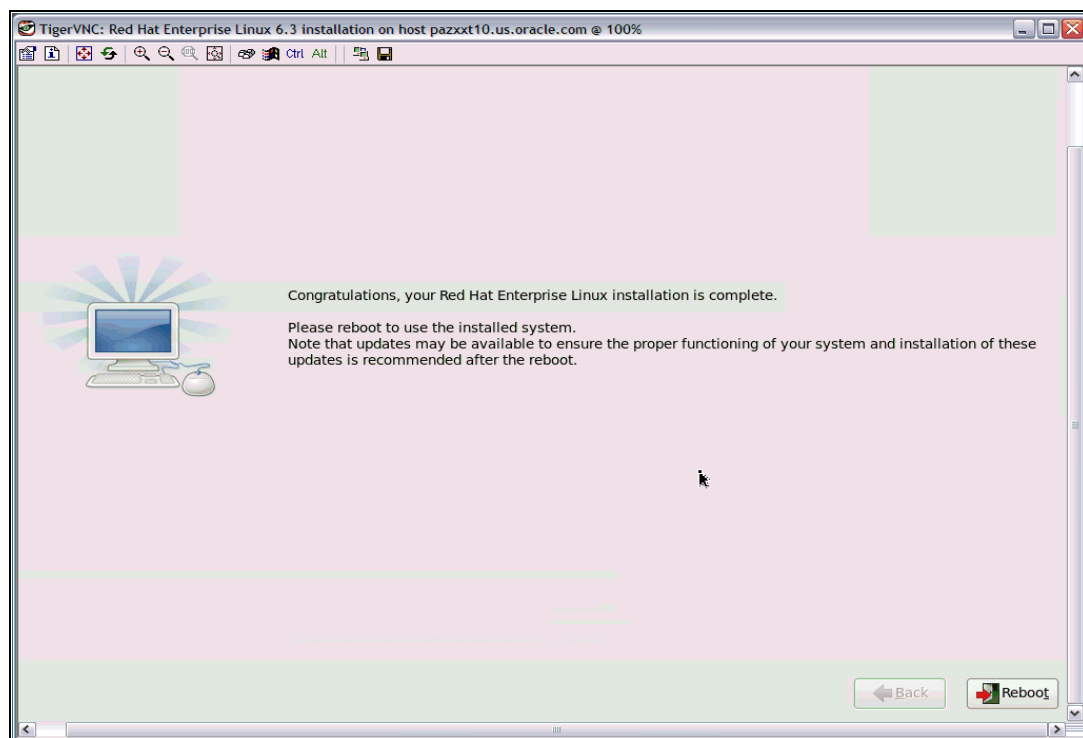 TigerVNC: Red Hat Enterprise Linux 6.3 installation on host pazxxt10.us.oracle.com @ 100%
Ctrl Alt
Congratulations, your Red Hat Enterprise Linux installation is complete.
Please reboot to use the installed system.
Note that updates may be available to ensure the proper functioning of your system and installation of these
updates is recommended after the reboot.
Back
Reboot